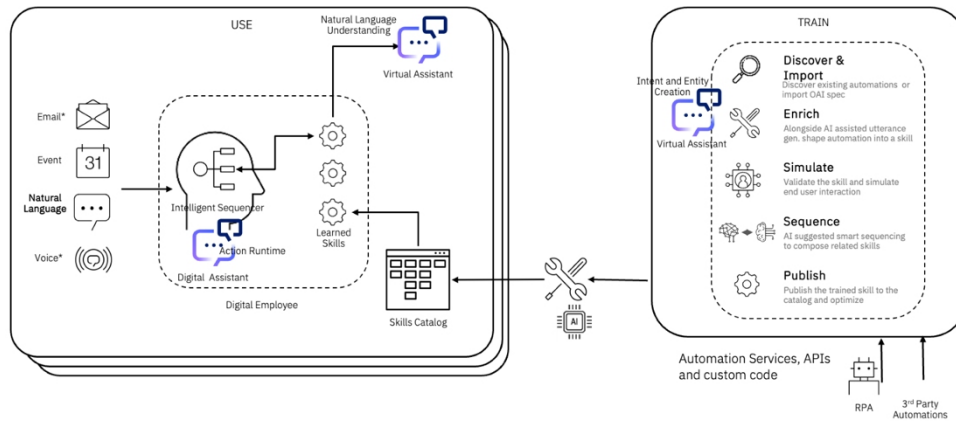 USE
Natural Language
Understanding
Virtual Assistant
Email*
Event
31
Natural
Language
Voice*
Intelligent Sequencer
Action Runtime
Digital Assistant
Learned
Skills
Digital Employee
Skills Catalog
AI
TRAIN
Intent and Entity
Creation
Virtual Assistant
Discover &
Import
Discover existing automations or
import OAI spec
Enrich
Alongside AI assisted utterance
gen. shape automation into a skill
Simulate
Validate the skill and simulate
end user interaction
Sequence
AI suggested smart sequencing
to compose related skills
Publish
Publish the trained skill to the
catalog and optimize
Automation Services, APIs
and custom code
RPA
3rd Party
Automations